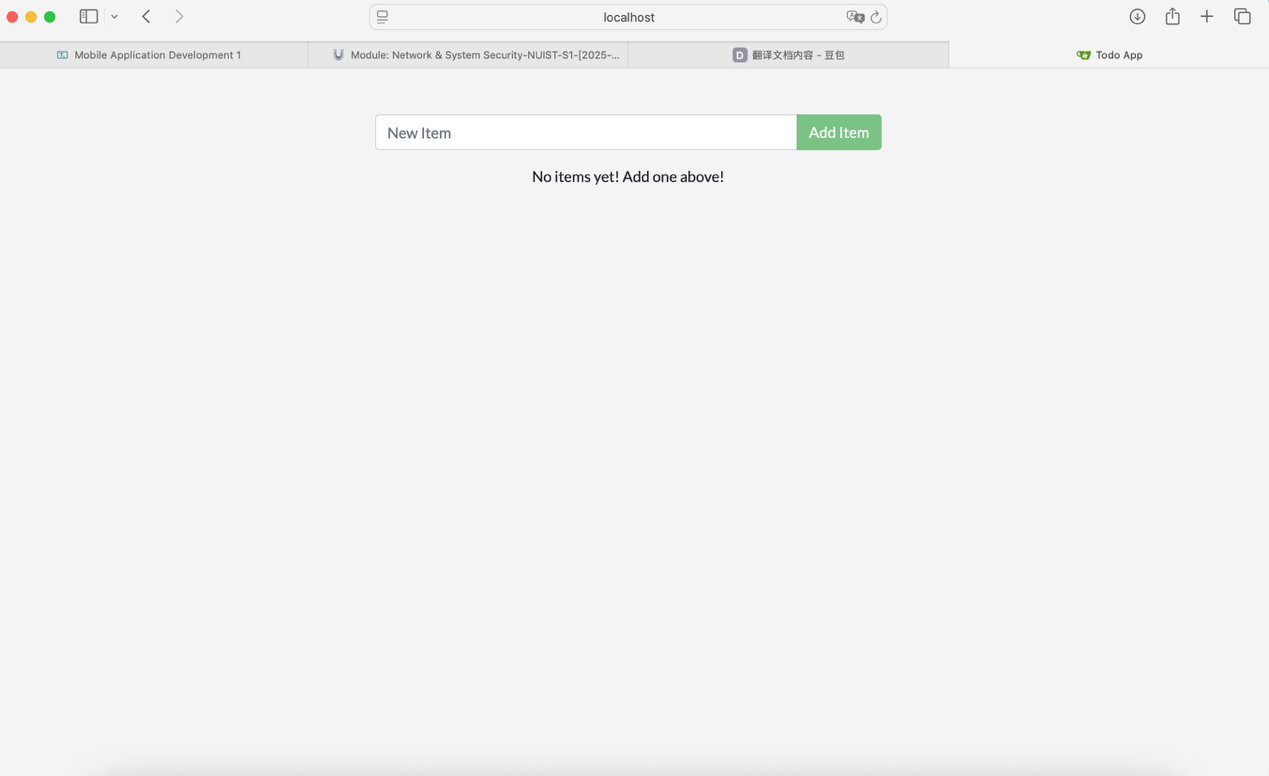 localhost
Mobile Application Development 1
Module: Network & System Security-NUIST-S1-[2025-...
D 翻译文档内容 - 豆包
Todo App
New Item
Add Item
No items yet! Add one above!